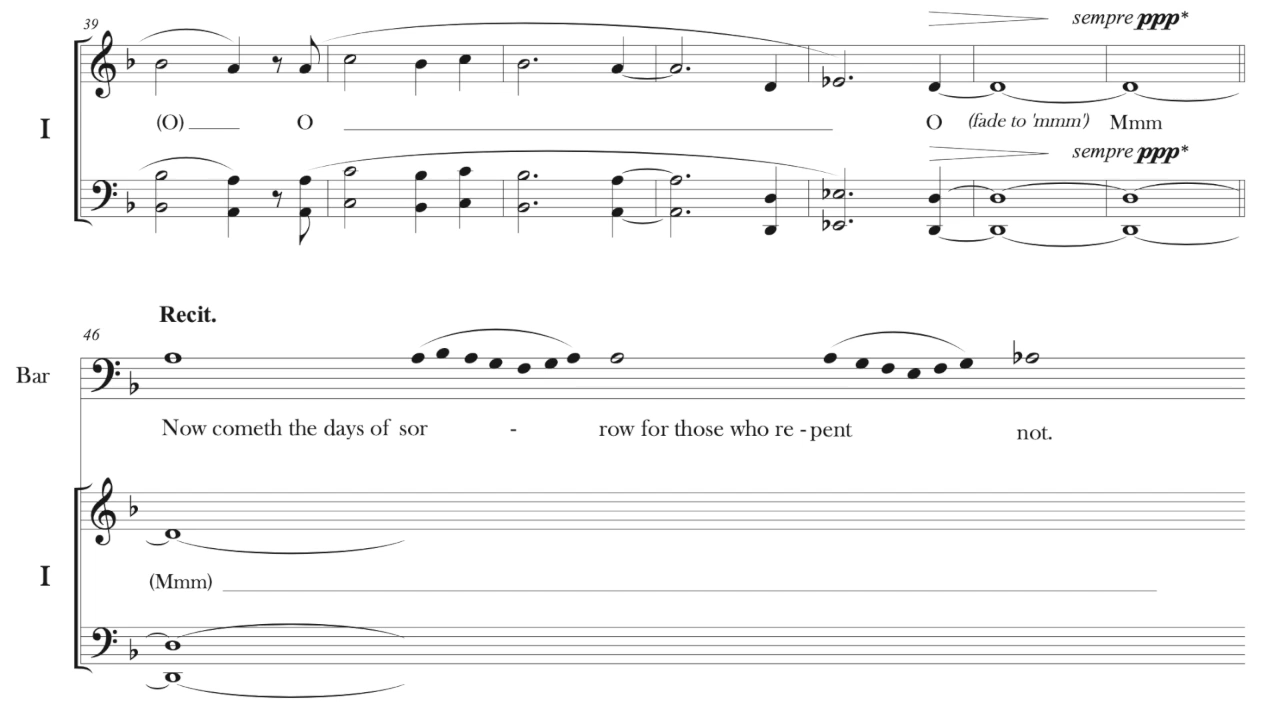 39
sempre ppp*
I
(O) O O (fade to 'mmm') Mmm
sempre ppp*
Recit.
46
Bar
Now cometh the days of sor - row for those who re - pent not.
I
(Mmm)